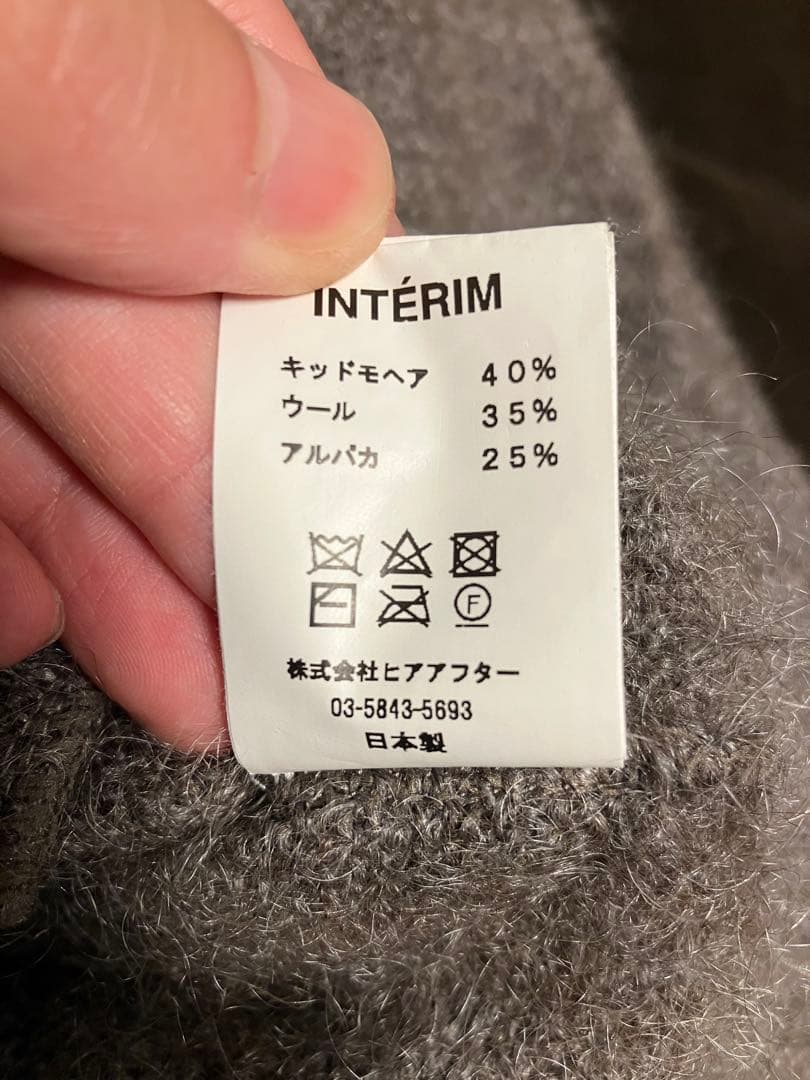 INTÉRIM
キッドモヘア 40%
ウール 35%
アルパカ 25%
F
株式会社ヒアアフター
03-5843-5693
日本製